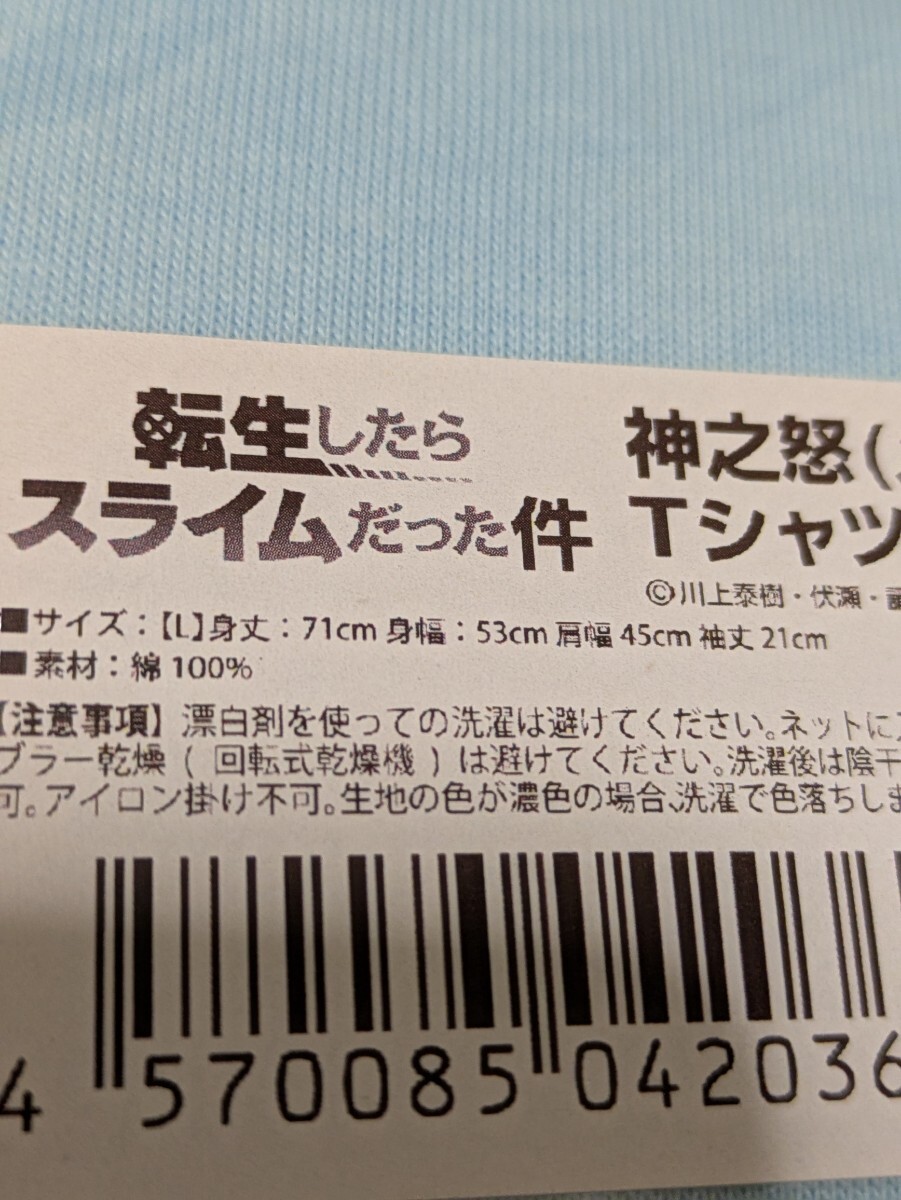 転生したら
スライムだった件
神之怒(
Tシャツ
©川上泰樹・伏瀬・
■サイズ：【L】身丈：71cm 身幅：53cm 肩幅 45cm 袖丈 21cm
■素材：綿 100%
【注意事項】漂白剤を使っての洗濯は避けてください。ネットに
ブラー乾燥(回転式乾燥機)は避けてください。洗濯後は陰干
可。アイロン掛け不可。生地の色が濃色の場合、洗濯で色落ちしま
4 570085 042036